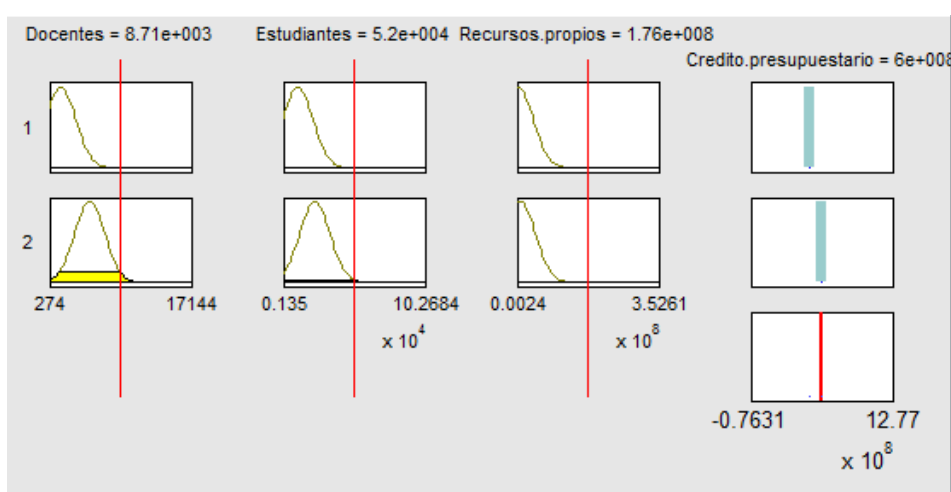 Docentes = 8.71e+003 Estudiantes = 5.2e+004 Recursos.propios = 1.76e+008
Credito.presupuestario = 6e+008
1
2
274 17144 0.135 10.2684 0.0024 3.5261
x 10^4 x 10^8
-0.7631 12.77
x 10^8